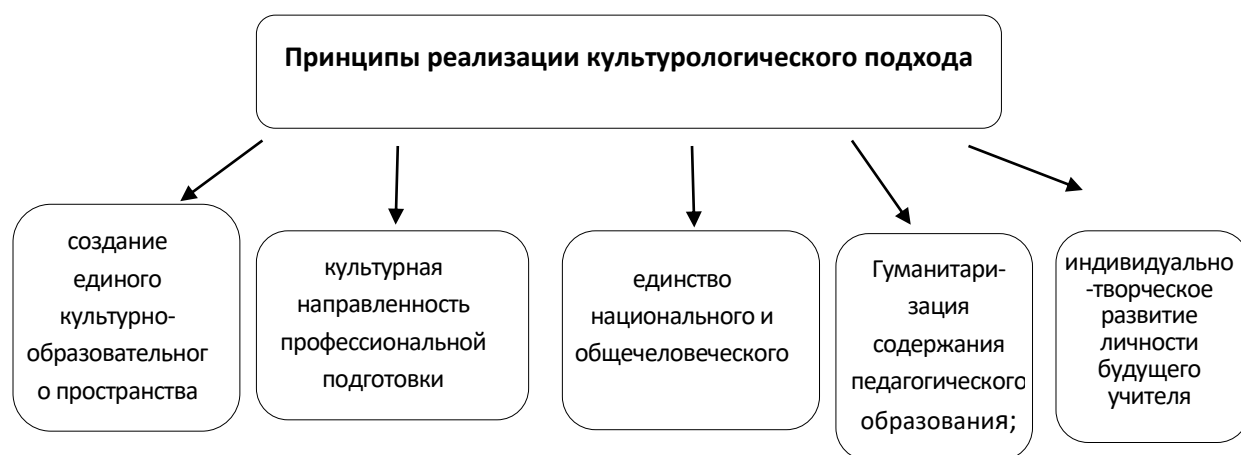 Принципы реализации культурологического подхода
создание
единого
культурно-
образовательног
о пространства
культурная
направленность
профессиональной
подготовки
единство
национального и
общечеловеческого
Гуманитари-
зация
содержания
педагогического
образования;
индивидуально
-творческое
развитие
личности
будущего
учителя